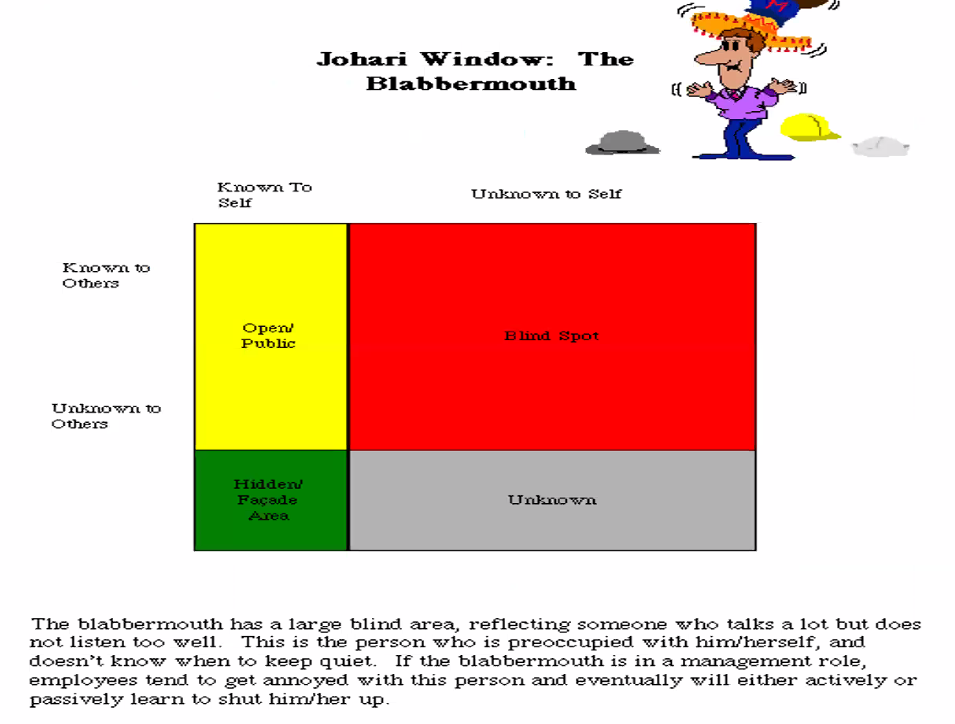 M
Johari Window: The
Blabbermouth
Known To
Self
Unknown to Self
Known to
Others
Open/
Public
Blind Spot
Unknown to
Others
Hidden/
Façade
Area
Unknown
The blabbermouth has a large blind area, reflecting someone who talks a lot but does
not listen too well. This is the person who is preoccupied with him/herself, and
doesn't know when to keep quiet. If the blabbermouth is in a management role,
employees tend to get annoyed with this person and eventually will either actively or
passively learn to shut him/her up.